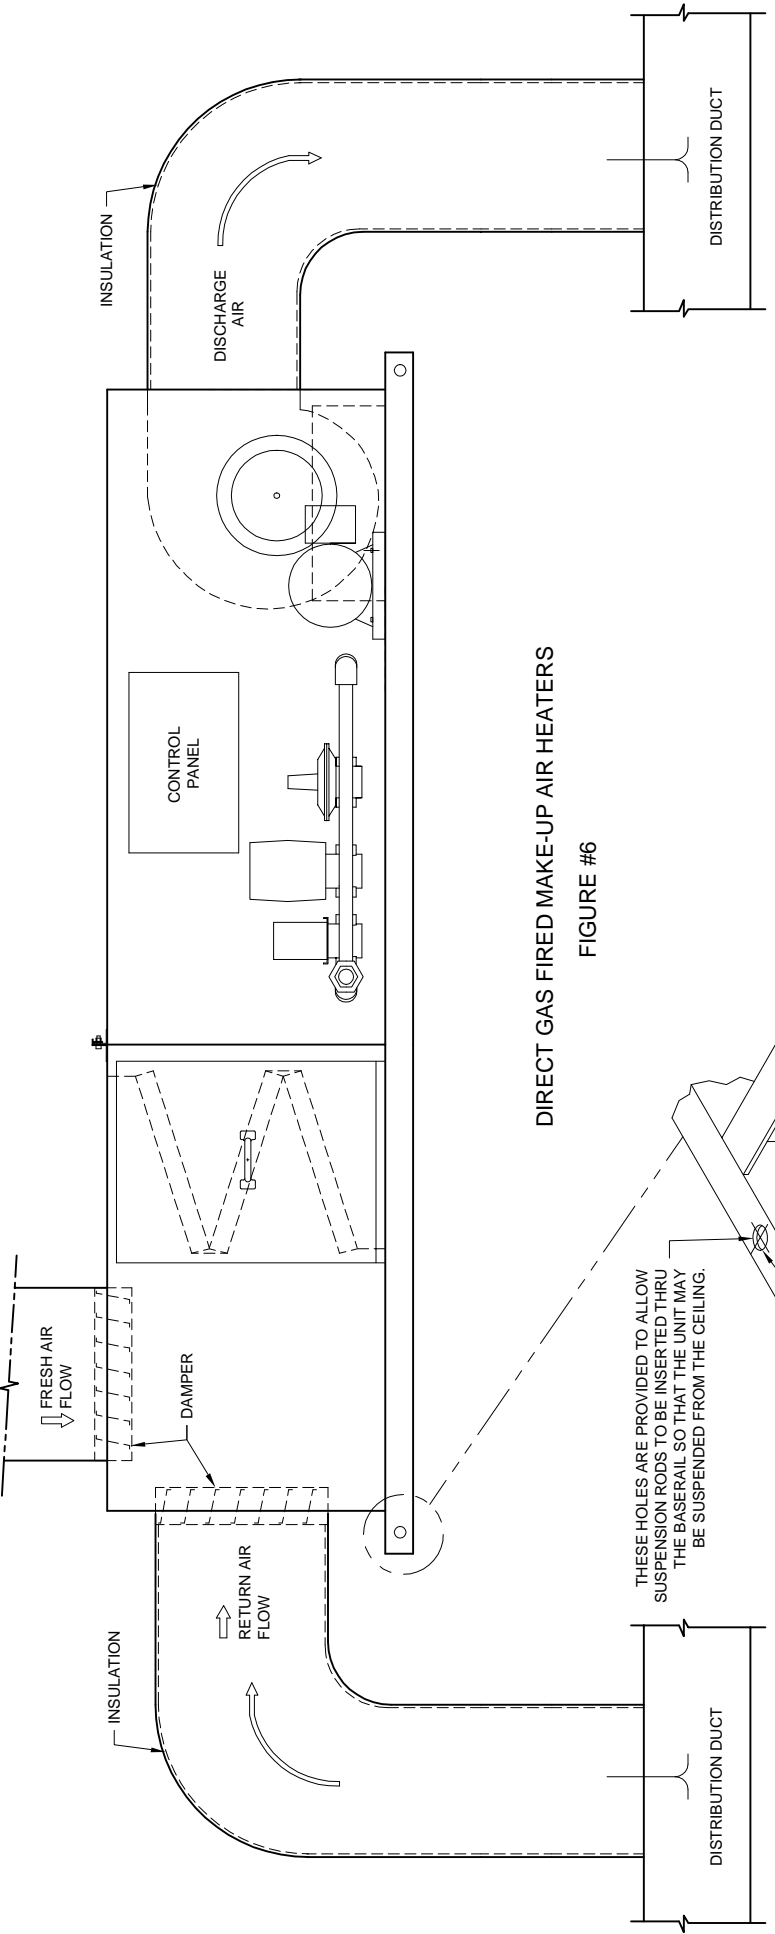 INSULATION
INSULATION
FRESH AIR
FLOW
DAMPER
RETURN AIR
FLOW
CONTROL
PANEL
DISCHARGE
AIR
DISTRIBUTION DUCT
DISTRIBUTION DUCT
THESE HOLES ARE PROVIDED TO ALLOW
SUSPENSION RODS TO BE INSERTED THRU
THE BASERAIL SO THAT THE UNIT MAY
BE SUSPENDED FROM THE CEILING.
DIRECT GAS FIRED MAKE-UP AIR HEATERS
FIGURE #6